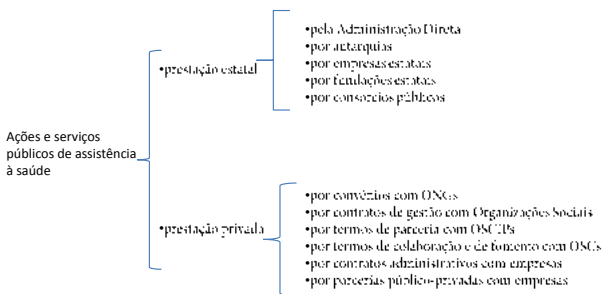 Ações e serviços
públicos de assistência
à saúde
•prestação estatal
•pela Administração Direta
•por autarquias
•por empresas estatais
•por fundações estatais
•por consórcios públicos
•prestação privada
•por convênios com ONGs
•por contratos de gestão com Organizações Sociais
•por termos de parceria com OSCIPs
•por termos de colaboração e de fomento com OSCs
•por contratos administrativos com empresas
•por parcerias público-privadas com empresas